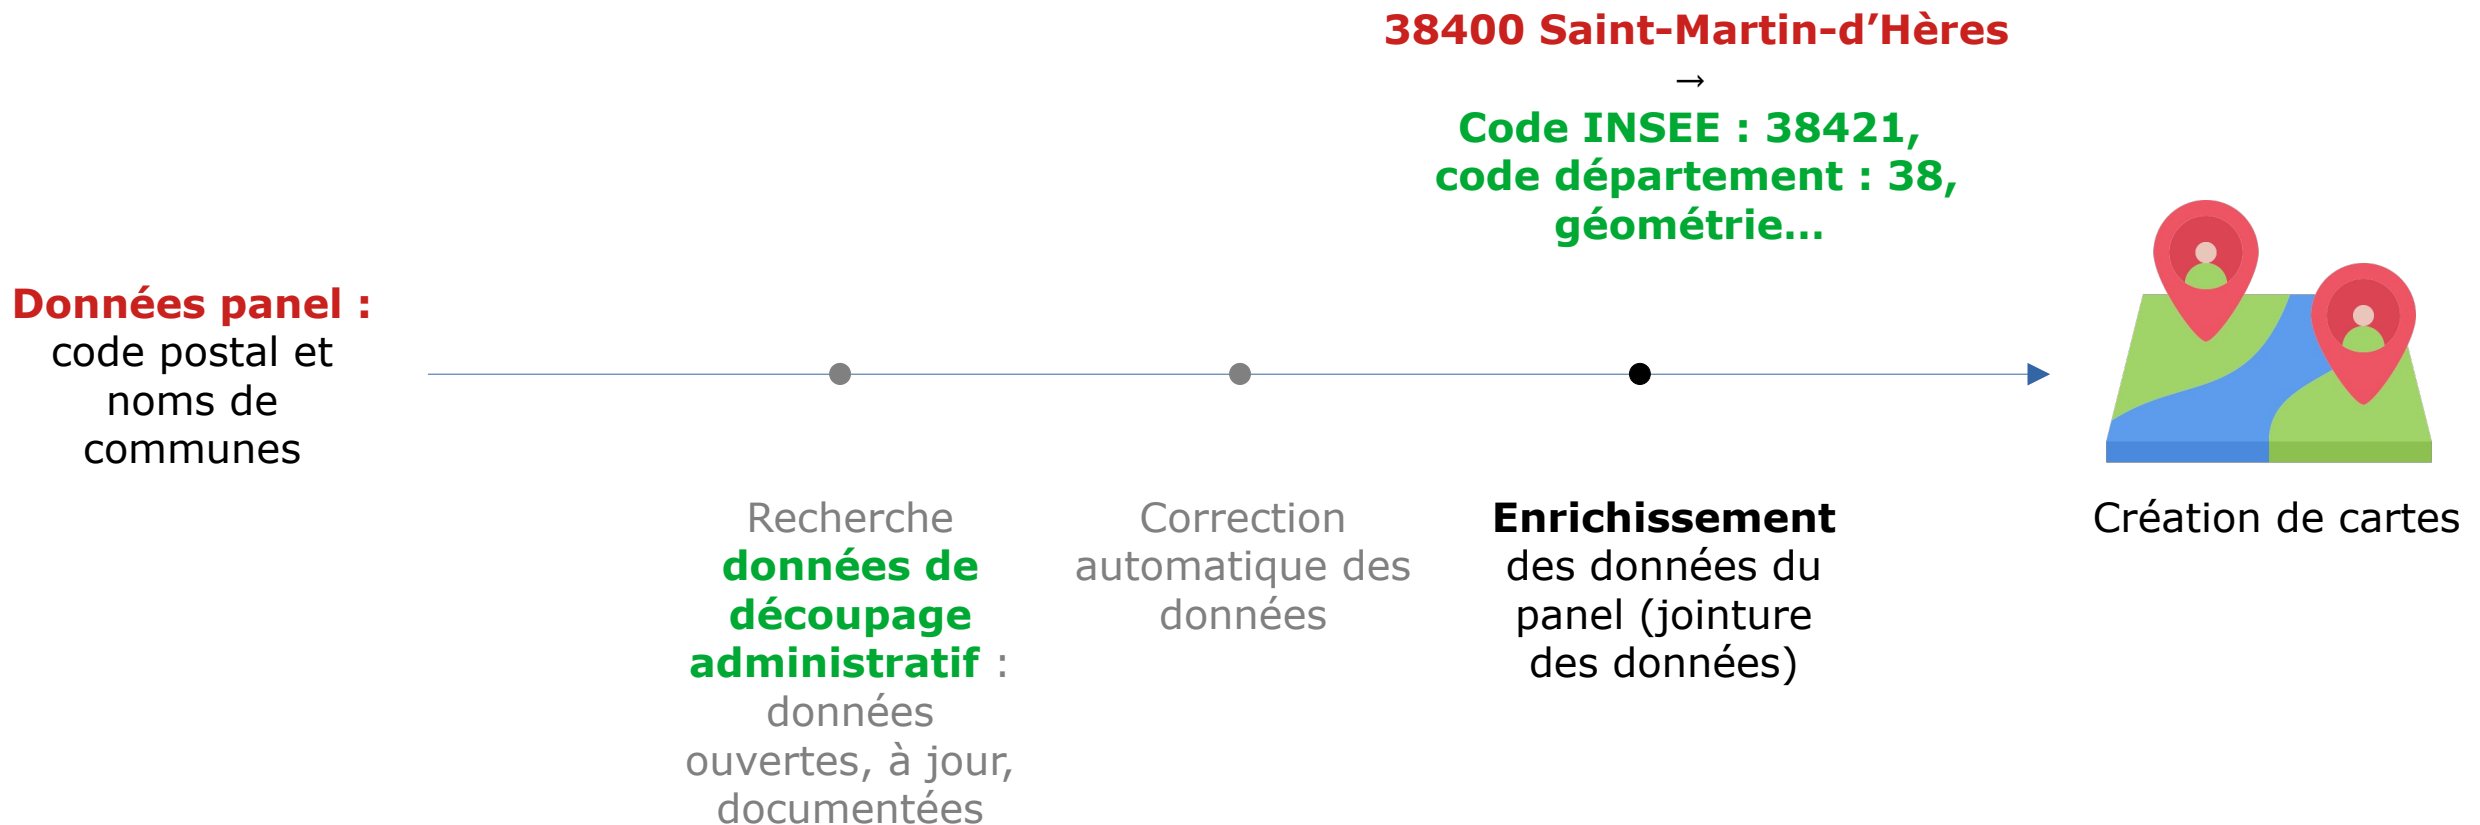 38400 Saint-Martin-d’Hères
→
Code INSEE : 38421,
code département : 38,
géométrie…
Données panel :
code postal et
noms de
communes
Recherche
données de
découpage
administratif :
données
ouvertes, à jour,
documentées
Correction
automatique des
données
Enrichissement
des données du
panel (jointure
des données)
Création de cartes